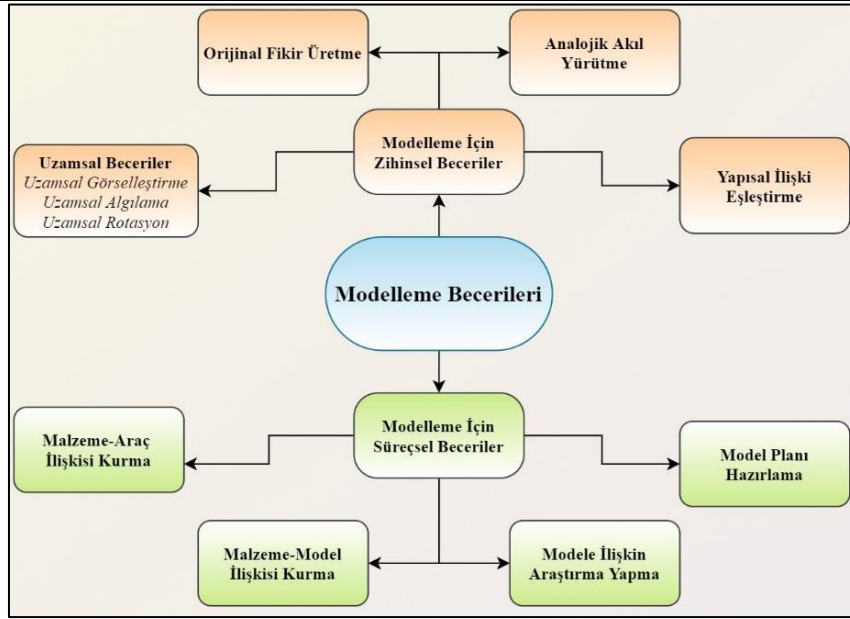 Orijinal Fikir Üretme
Analojik Akıl
Yürütme
Modelleme İçin
Zihinsel Beceriler
Uzamsal Beceriler
Uzamsal Görselleştirme
Uzamsal Algılama
Uzamsal Rotasyon
Yapısal İlişki
Eşleştirme
Modelleme Becerileri
Modelleme İçin
Süreçsel Beceriler
Malzeme-Araç
İlişkisi Kurma
Model Planı
Hazırlama
Malzeme-Model
İlişkisi Kurma
Modele İlişkin
Araştırma Yapma